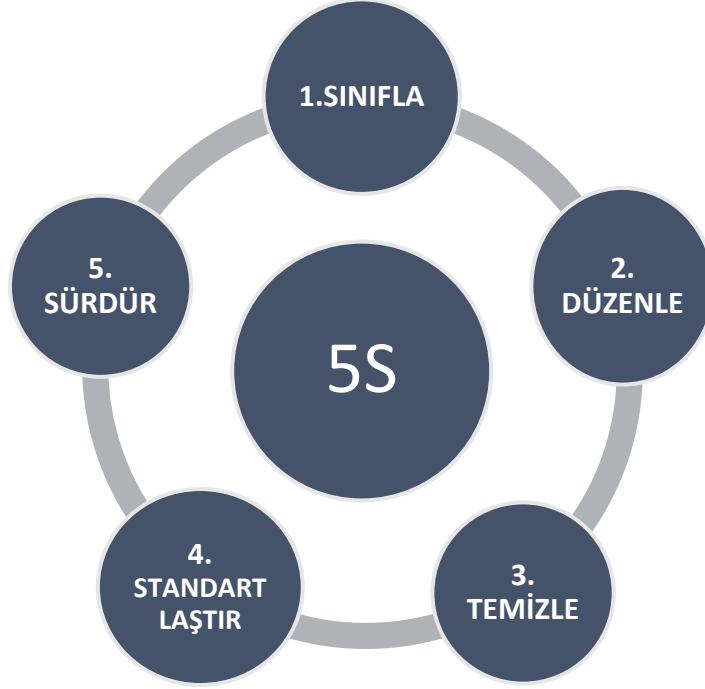 1.SINIFLA
2.
DÜZENLE
3.
TEMİZLE
4.
STANDART
LAŞTIR
5.
SÜRDÜR
5S